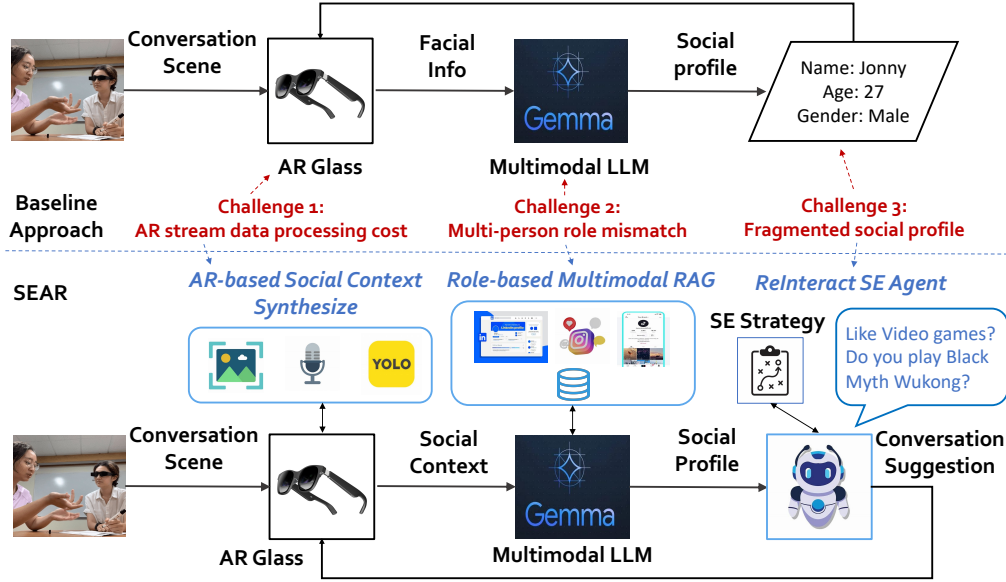 Conversation
Scene
Facial
Info
Social
profile
Gemma
Name: Jonny
Age: 27
Gender: Male
AR Glass
Multimodal LLM
Baseline
Approach
Challenge 1:
AR stream data processing cost
Challenge 2:
Multi-person role mismatch
Challenge 3:
Fragmented social profile
SEAR
AR-based Social Context
Synthesize
Role-based Multimodal RAG
ReInteract SE Agent
YOLO
in
SE Strategy
Like Video games?
Do you play Black
Myth Wukong?
Conversation
Scene
Social
Context
Gemma
Social
Profile
Conversation
Suggestion
AR Glass
Multimodal LLM